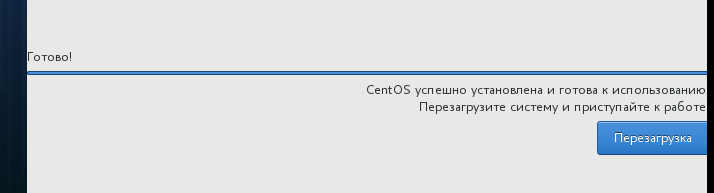 Готово!
CentOS успешно установлена и готова к использованию
Перезагрузите систему и приступайте к работе
Перезагрузка